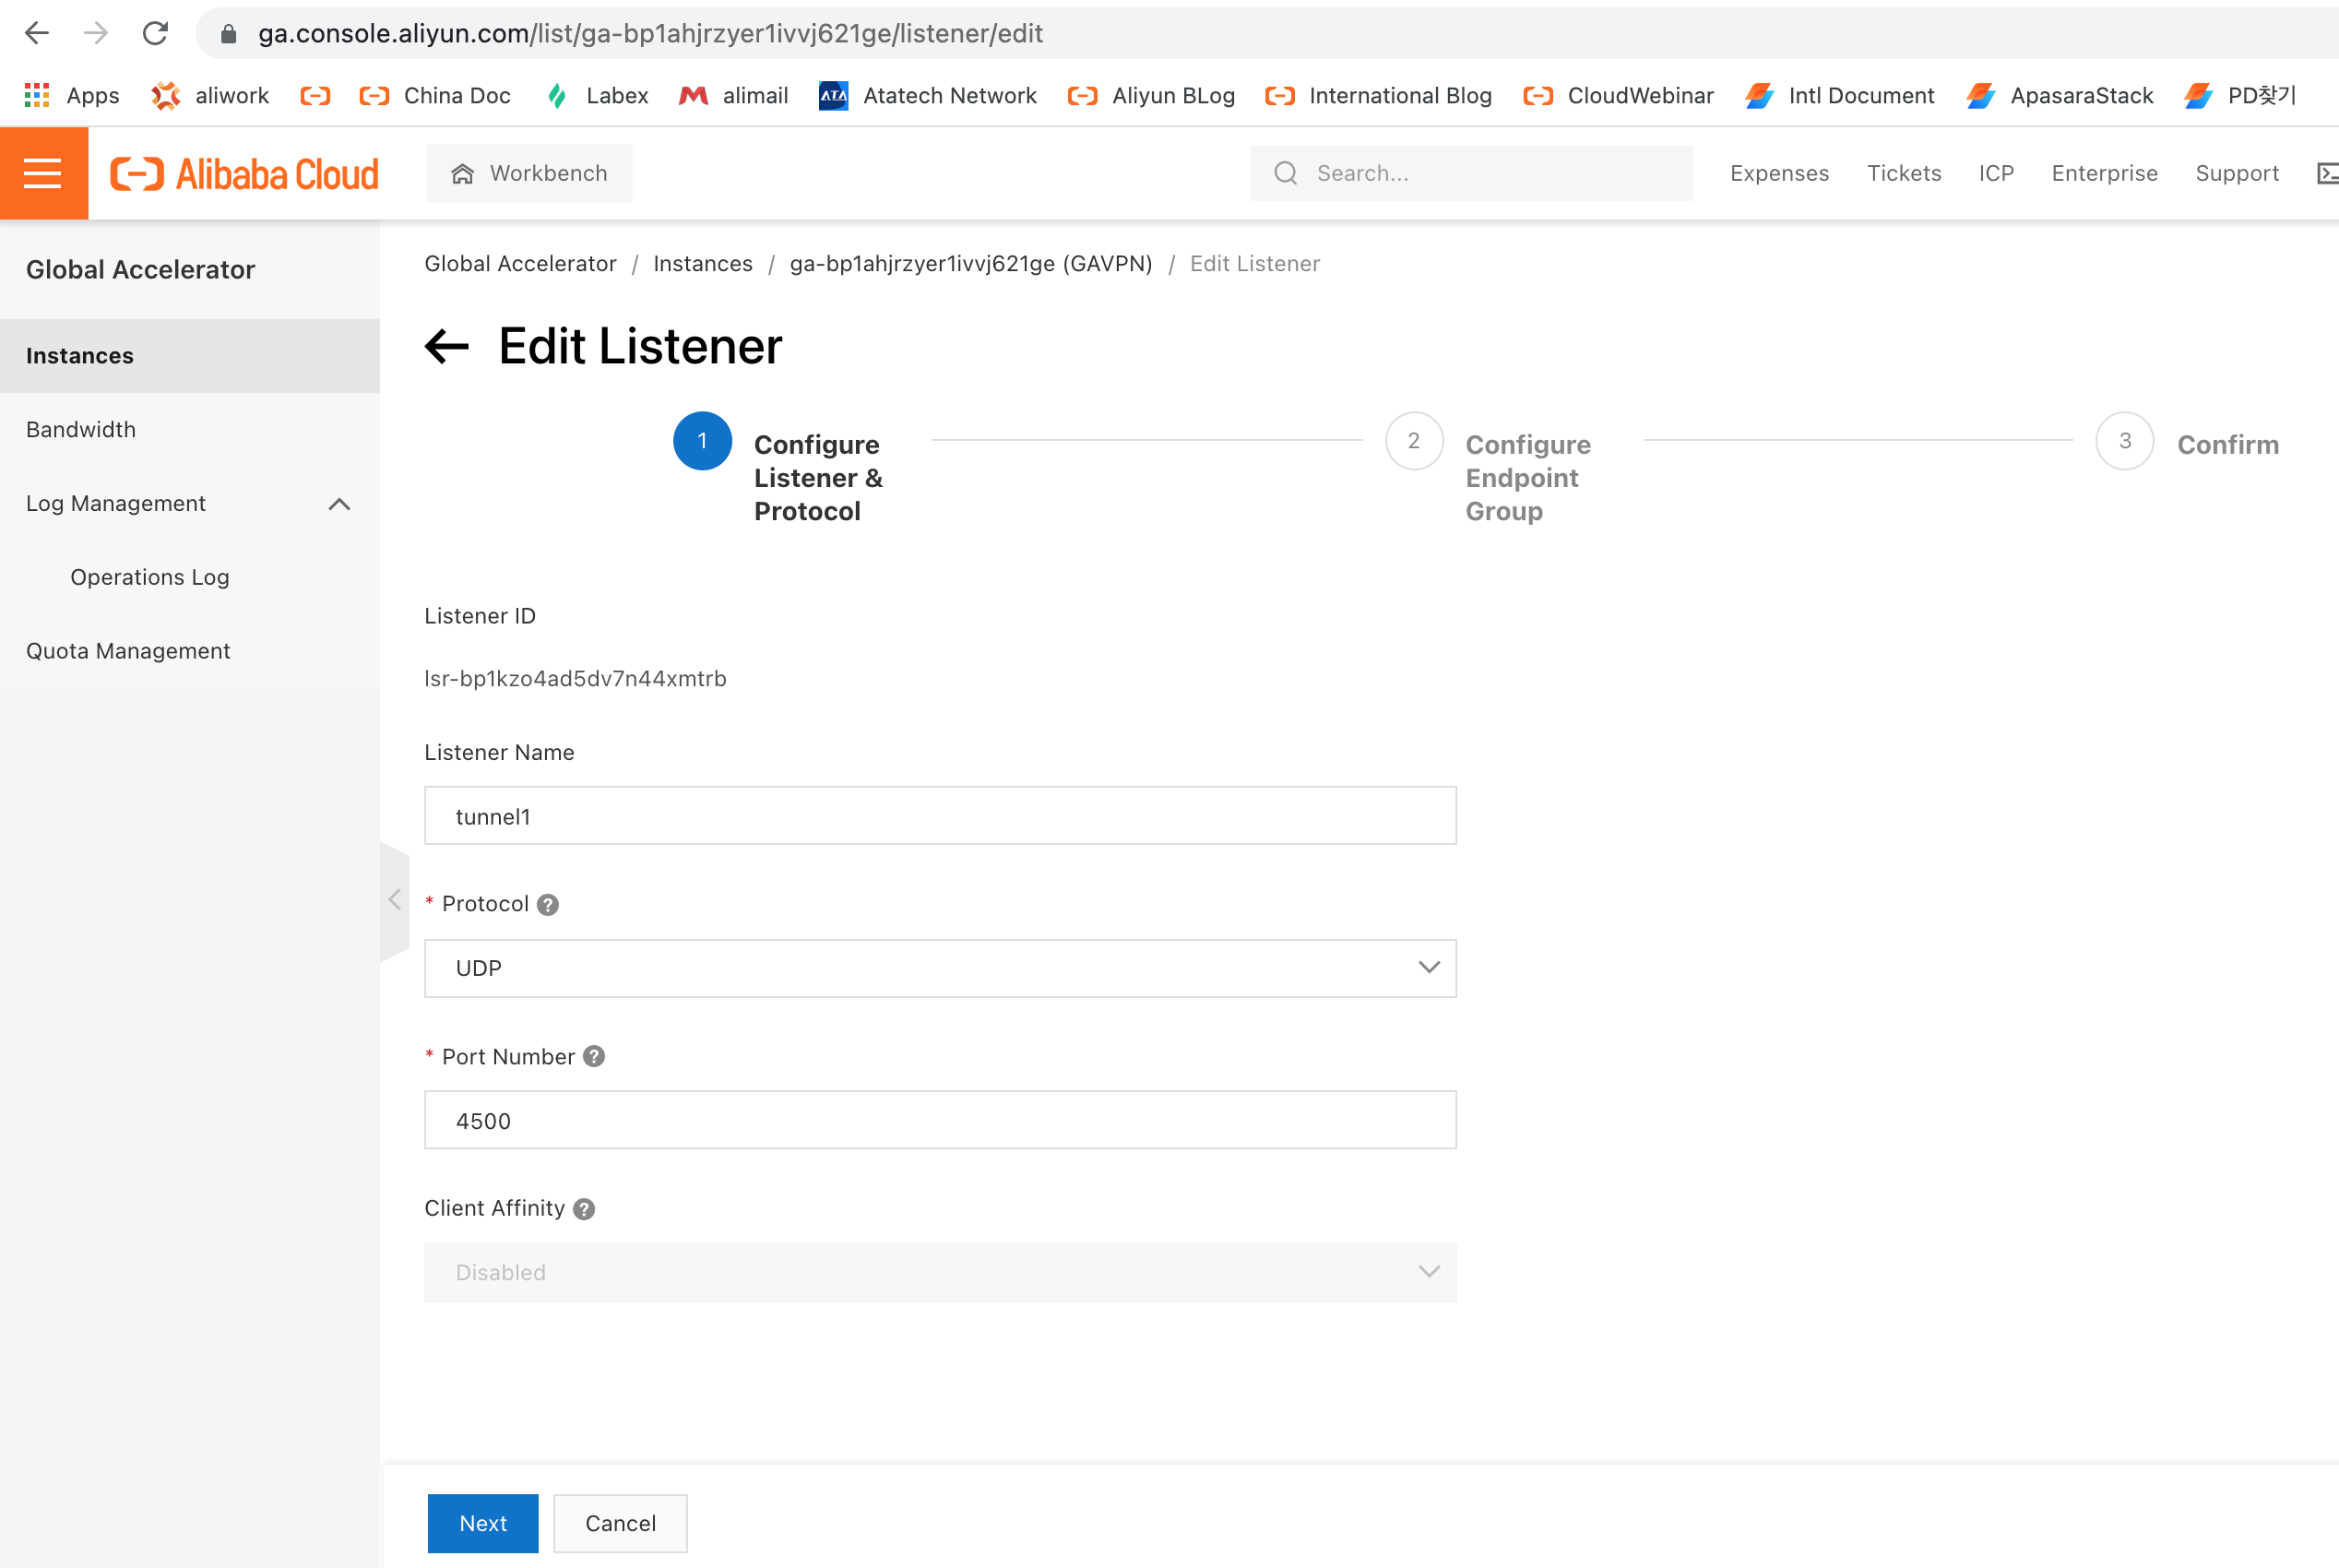 ga.console.aliyun.com/list/ga-bp1ahjrzyer1ivvj621ge/listener/edit
Apps aliwork China Doc Labex alimail ATA Atatech Network Aliyun BLog International Blog CloudWebinar Intl Document ApasaraStack PD찾기
Alibaba Cloud Workbench Search... Expenses Tickets ICP Enterprise Support
Global Accelerator
Instances
Bandwidth
Log Management
Operations Log
Quota Management
Global Accelerator / Instances / ga-bp1ahjrzyer1ivvj621ge (GAVPN) / Edit Listener
Edit Listener
1 Configure Listener & Protocol
2 Configure Endpoint Group
3 Confirm
Listener ID
lsr-bp1kzo4ad5dv7n44xmtrb
Listener Name
tunnel1
* Protocol ?
UDP
* Port Number ?
4500
Client Affinity ?
Disabled
Next Cancel